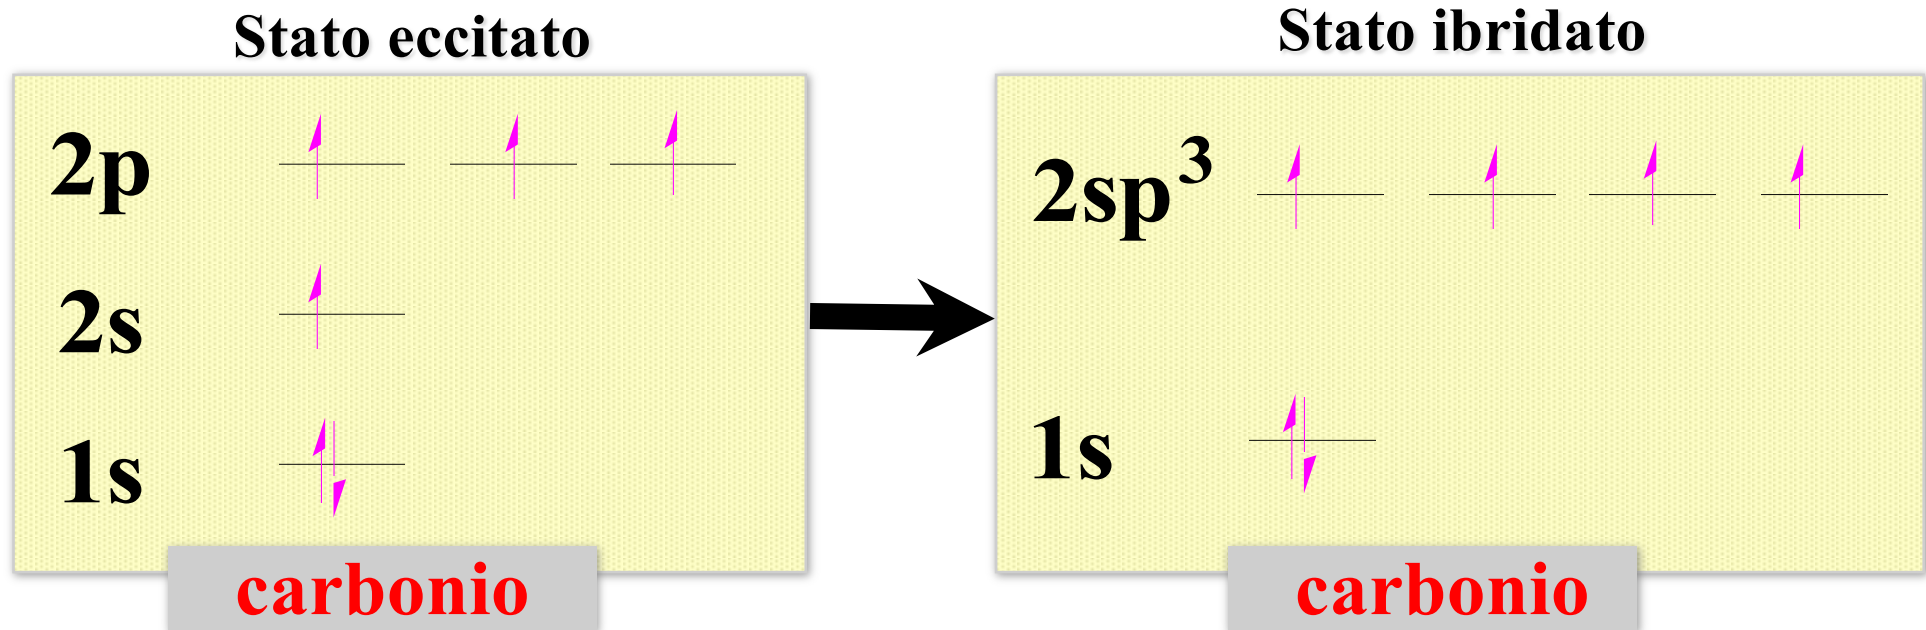 Stato eccitato
2p
2s
1s
carbonio
Stato ibridato
2sp³
1s
carbonio